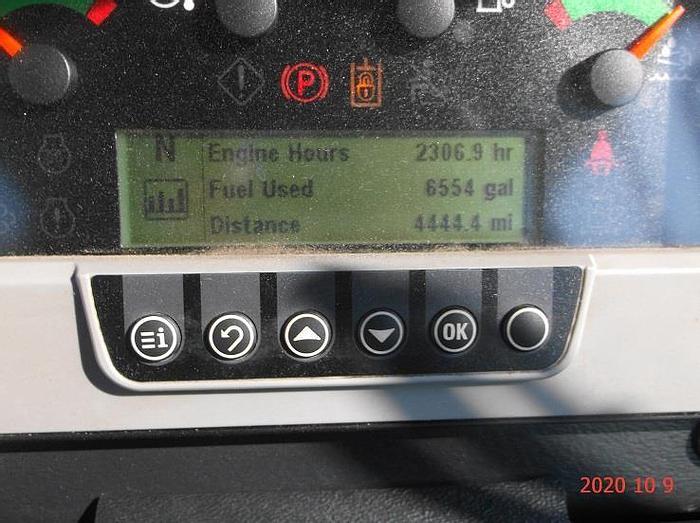 P
N Engine Hours 2306.9 hr
Fuel Used 6554 gal
Distance 4444.4 mi
i OK
2020 10 9